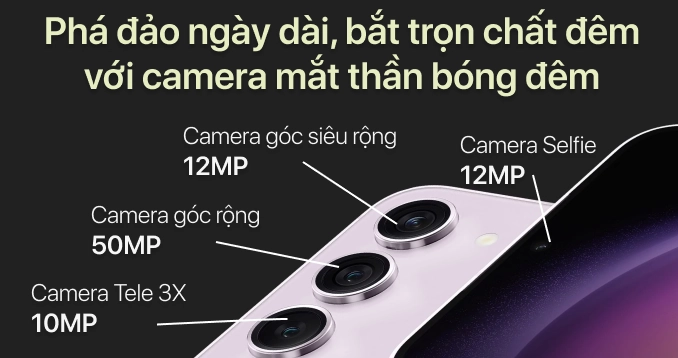 Phá đảo ngày dài, bắt trọn chất đêm
với camera mắt thần bóng đêm
Camera góc siêu rộng
12MP
Camera Selfie
12MP
Camera góc rộng
50MP
Camera Tele 3X
10MP